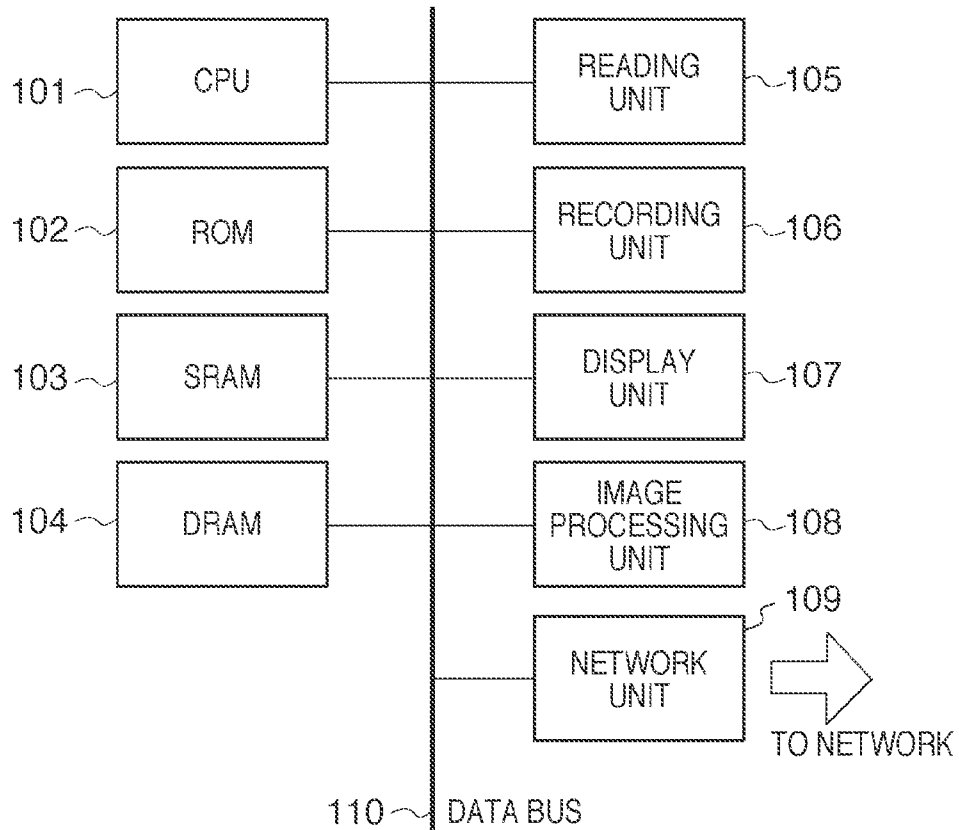 101
CPU
READING
UNIT
105
102
ROM
RECORDING
UNIT
106
103
SRAM
DISPLAY
UNIT
107
104
DRAM
IMAGE
PROCESSING
UNIT
108
109
NETWORK
UNIT
TO NETWORK
110
DATA BUS